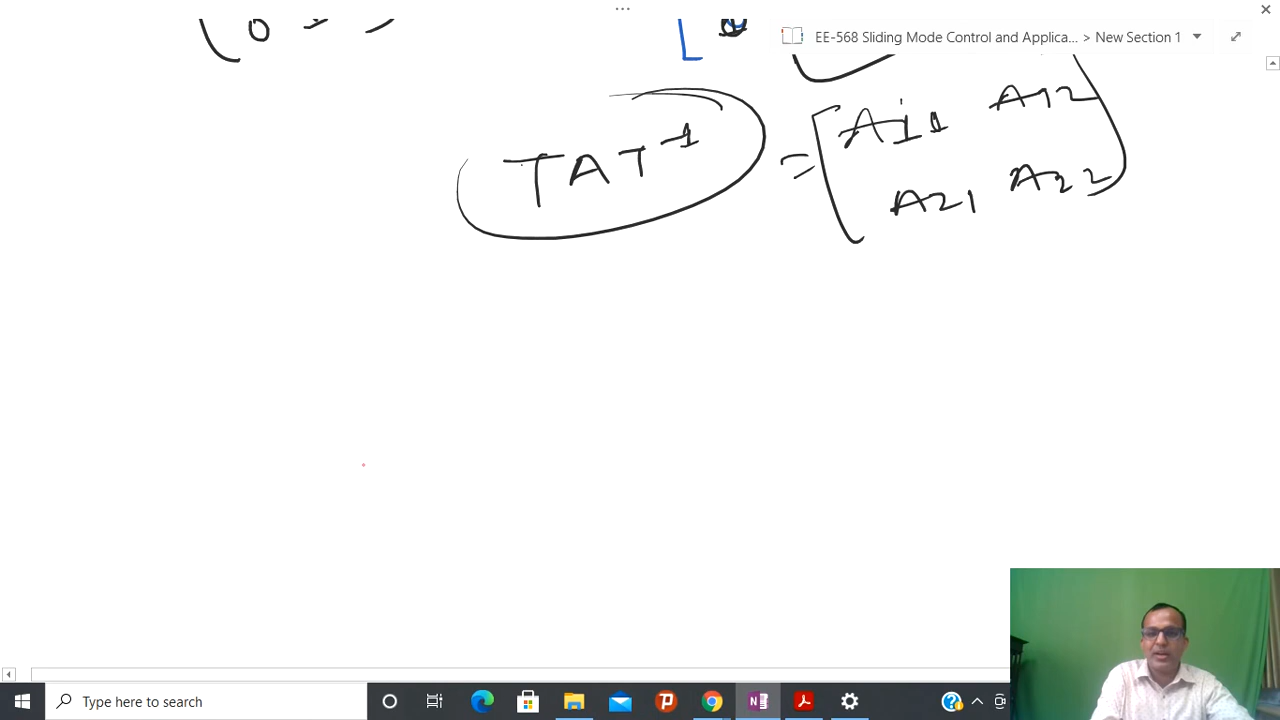 EE-568 Sliding Mode Control and Applica... > New Section 1
TAT⁻¹ = [A11 A12
A21 A22]
Type here to search